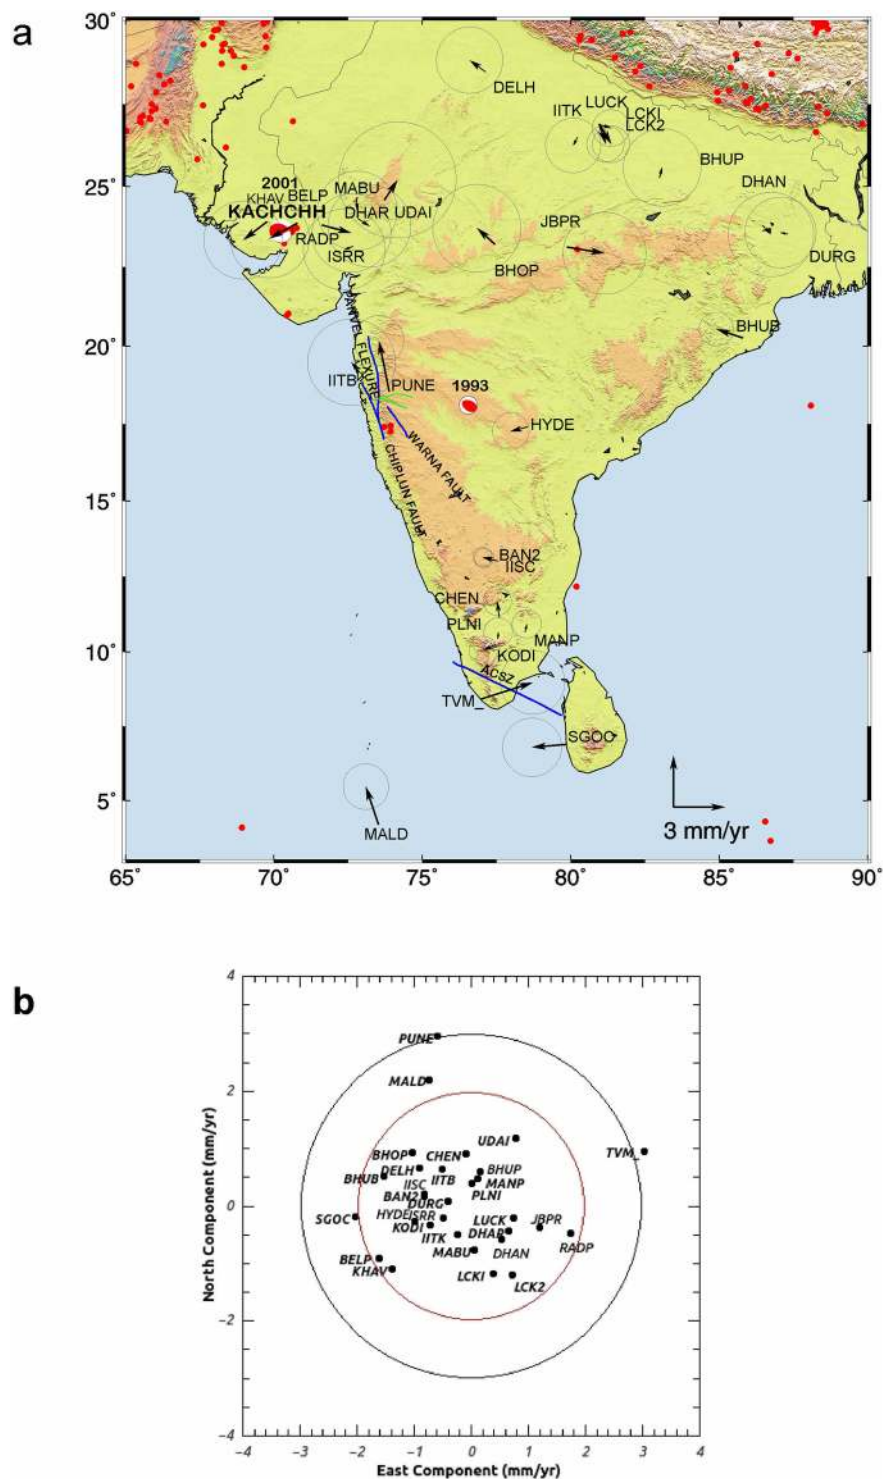 a
30°
25°
20°
15°
10°
5°
65°
70°
75°
80°
85°
90°
DELH
LUCK
IITK
LCKI
LCK2
BHUP
DHAN
2001
BELP
MABU
KHAV
KACHCHH
DHAR UDAI
JBPR
RADP
ISRR
BHOP
DURG
PANVEL FLEXURE
BHUB
IITB
PUNE
1993
HYDE
WARNA FAULT
CHIPLUN FAULT
BAN2
IISC
CHEN
PLNI
MANP
KODI
ACSZ
TVM_
SGOC
MALD
3 mm/yr
b
4
2
0
−2
−4
North Component (mm/yr)
PUNE
MALD
UDAI
TVM_
BHOP
CHEN
DELH
BHUP
BHUB
IITB
MANP
IISC
PLNI
BAN2
DURG
SGOC
HYDE
ISRR
LUCK
JBPR
KODI
DHAR
IITK
RADP
MABU
DHAN
BELP
KHAV
LCKI
LCK2
−4
−3
−2
−1
0
1
2
3
4
East Component (mm/yr)